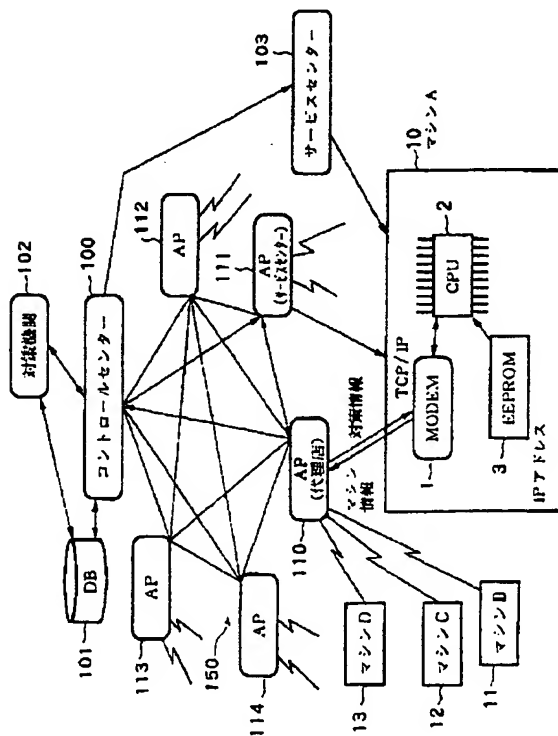 102
対策機関
100
コントロールセンター
DB
101
103
サービスセンター
112
AP
111
AP
(サービスセンター)
AP
113
AP
114
150
AP
(代理店)
110
マシン
情報
対策情報
TCP/IP
10
マシンA
MODEM
1
2
CPU
EEPROM
3
IPアドレス
マシンD
13
マシンC
12
マシンB
11